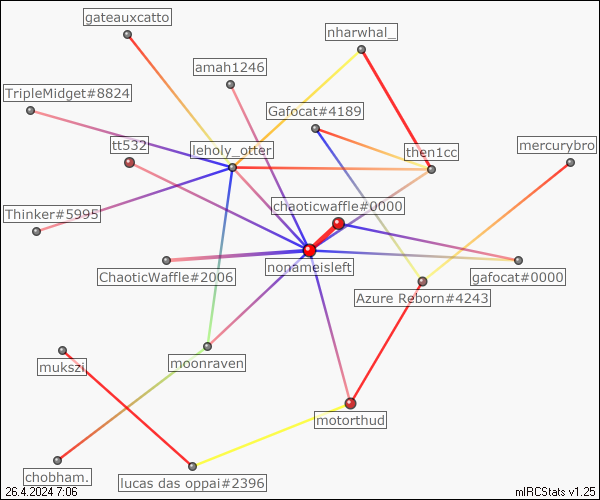 gateauxcatto
nharwhal_
amah1246
TripleMidget#8824
Gafocat#4189
tt532
leholy_otter
then1cc
mercurybro
chaoticwaffle#0000
Thinker#5995
nonameisleft
ChaoticWaffle#2006
gafocat#0000
Azure Reborn#4243
moonraven
mukszi
motorthud
chobham.
lucas das oppai#2396
26.4.2024 7:06
mIRCStats v1.25